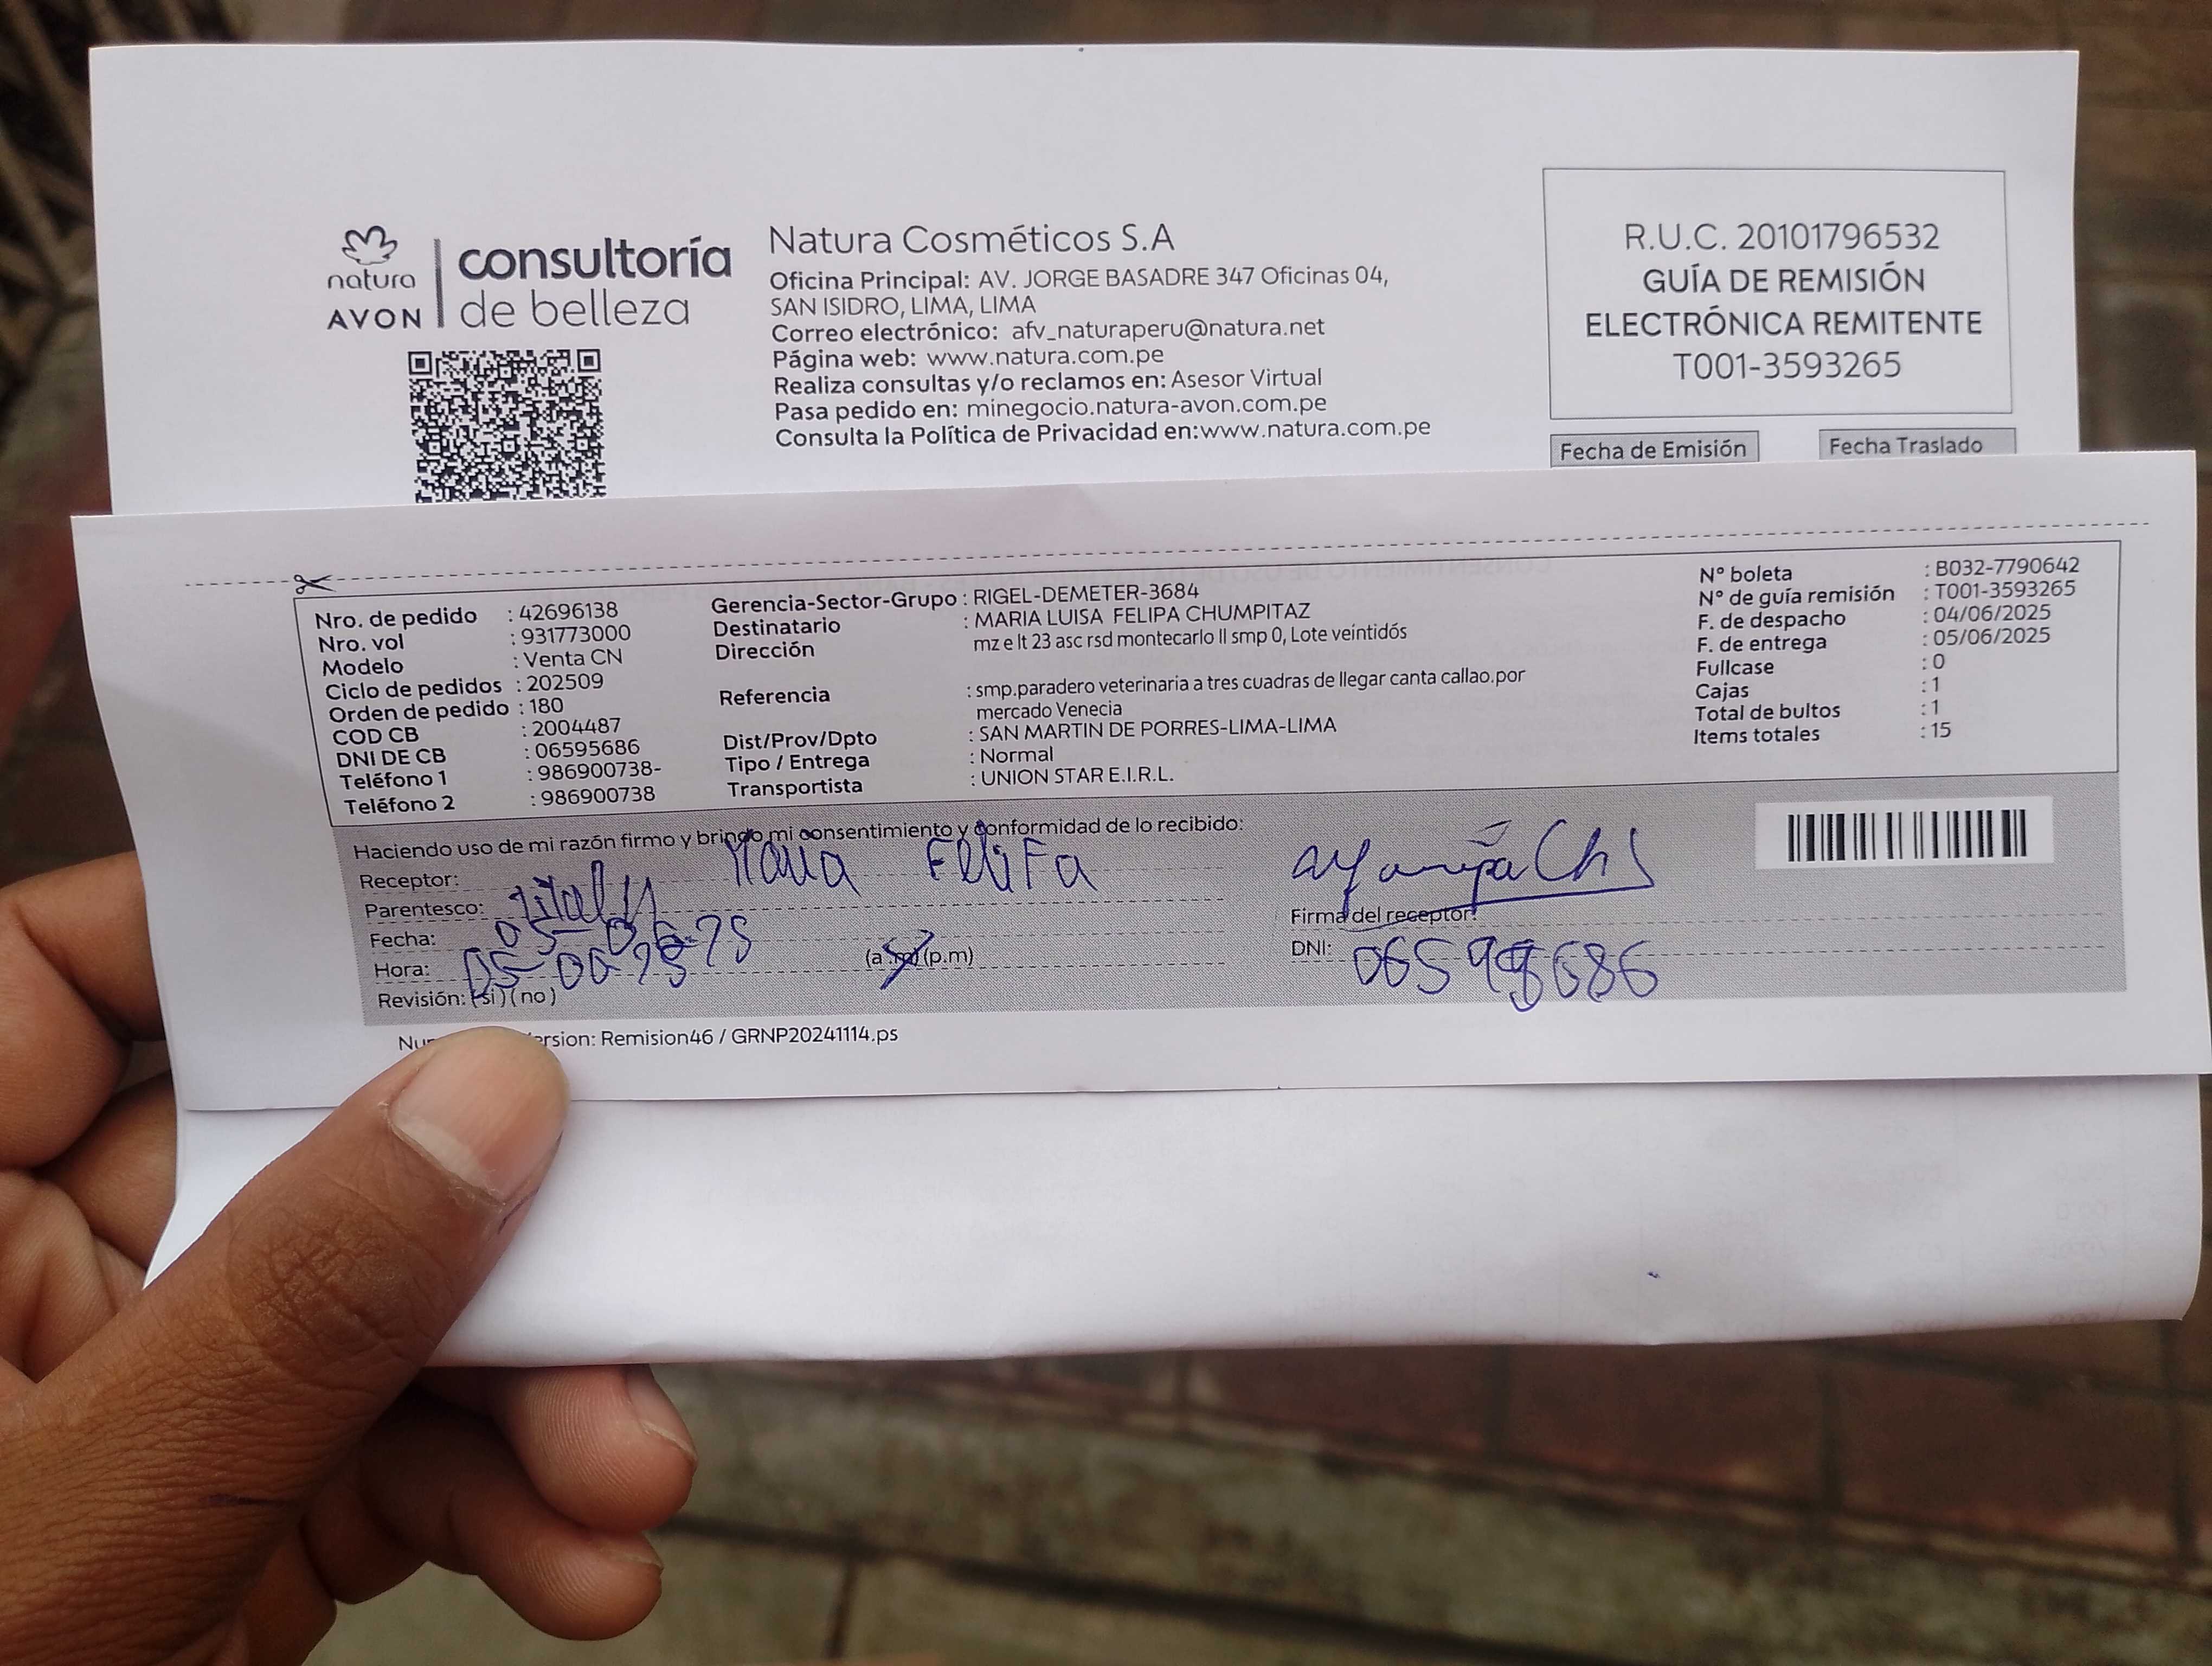 natura
AVON
consultoría
de belleza
Natura Cosméticos S.A
Oficina Principal: AV. JORGE BASADRE 347 Oficinas 04,
SAN ISIDRO, LIMA, LIMA
Correo electrónico: afv_naturaperu@natura.net
Página web: www.natura.com.pe
Realiza consultas y/o reclamos en: Asesor Virtual
Pasa pedido en: minegocio.natura-avon.com.pe
Consulta la Política de Privacidad en:www.natura.com.pe
R.U.C. 20101796532
GUÍA DE REMISIÓN
ELECTRÓNICA REMITENTE
T001-3593265
Fecha de Emisión
Fecha Traslado
Nro. de pedido : 42696138
Nro. vol : 931773000
Modelo : Venta CN
Ciclo de pedidos : 202509
Orden de pedido : 180
COD CB : 2004487
DNI DE CB : 06595686
Teléfono 1 : 986900738-
Teléfono 2 : 986900738
Gerencia-Sector-Grupo : RIGEL-DEMETER-3684
Destinatario : MARIA LUISA FELIPA CHUMPITAZ
Dirección mz e lt 23 asc rsd montecarlo II smp 0, Lote veintidós
Referencia : smp.paradero veterinaria a tres cuadras de llegar canta callao.por
mercado Venecia
Dist/Prov/Dpto : SAN MARTIN DE PORRES-LIMA-LIMA
Tipo / Entrega : Normal
Transportista : UNION STAR E.I.R.L.
N° boleta : B032-7790642
N° de guía remisión : T001-3593265
F. de despacho : 04/06/2025
F. de entrega : 05/06/2025
Fullcase : 0
Cajas : 1
Total de bultos : 1
Items totales : 15
Haciendo uso de mi razón firmo y brindo mi consentimiento y conformidad de lo recibido:
Receptor: Maria Felifa
Parentesco:
Fecha:
Hora: (p.m)
Revisión: (si) (no)
Firma del receptor:
DNI:
ersion: Remision46 / GRNP20241114.ps